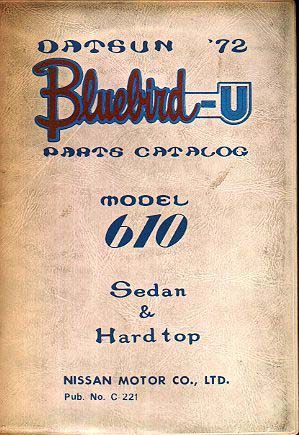 DATSUN '72
Bluebird-U
PARTS CATALOG
MODEL
610
Sedan
&
Hardtop
NISSAN MOTOR CO., LTD.
Pub. No. C-221